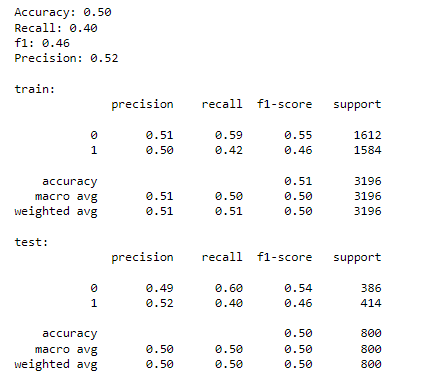 Accuracy: 0.50
Recall: 0.40
f1: 0.46
Precision: 0.52
train:
precision recall f1-score support
0 0.51 0.59 0.55 1612
1 0.50 0.42 0.46 1584
accuracy 0.51 3196
macro avg 0.51 0.50 0.50 3196
weighted avg 0.51 0.51 0.50 3196
test:
precision recall f1-score support
0 0.49 0.60 0.54 386
1 0.52 0.40 0.46 414
accuracy 0.50 800
macro avg 0.50 0.50 0.50 800
weighted avg 0.50 0.50 0.50 800